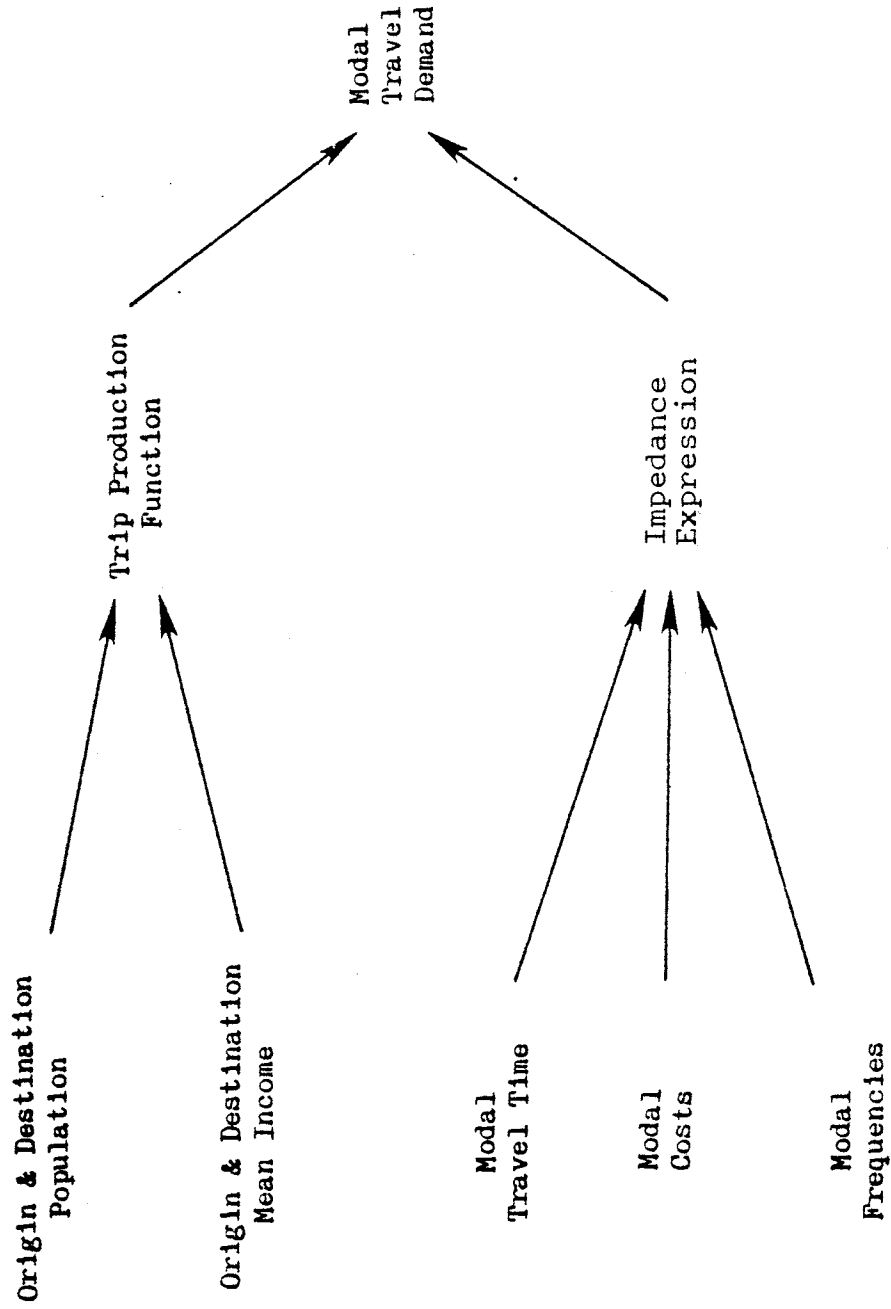 Origin & Destination
Population
Origin & Destination
Mean Income
Modal
Travel Time
Modal
Costs
Modal
Frequencies
Trip Production
Function
Impedance
Expression
Modal
Travel
Demand